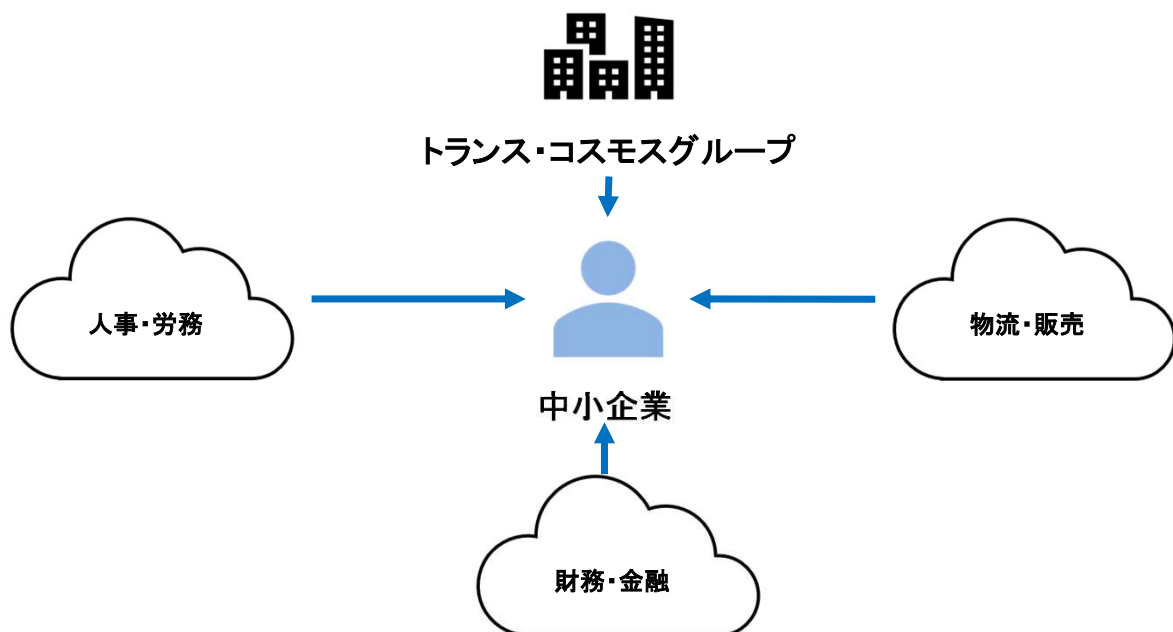 トランス・コスモスグループ
人事・労務
物流・販売
中小企業
財務・金融